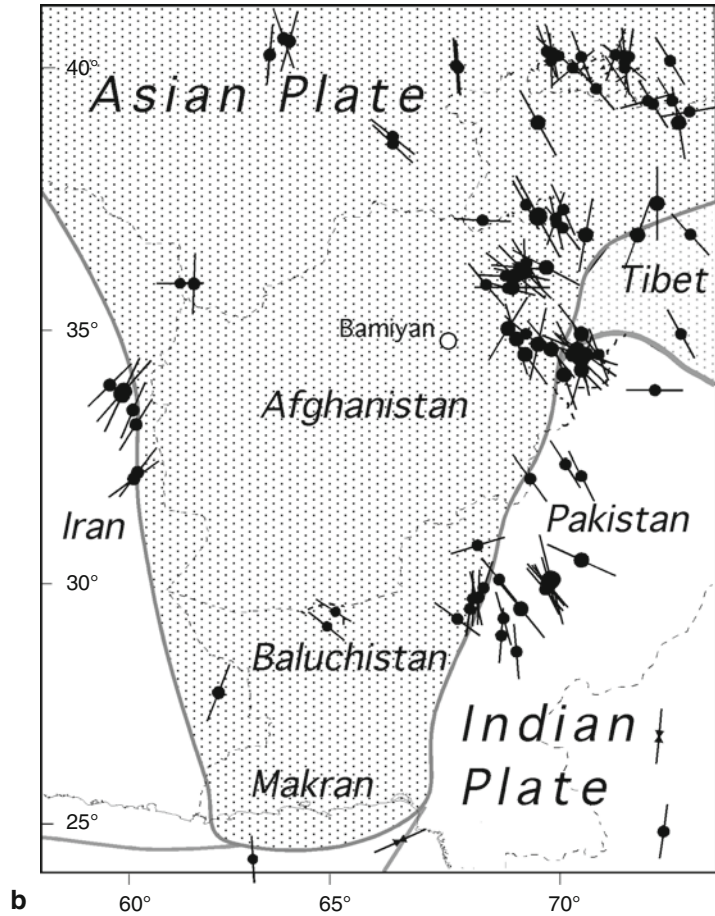 40°
Asian Plate
Tibet
35°
Bamiyan
Afghanistan
Iran
Pakistan
30°
Baluchistan
Indian
Plate
Makran
25°
b
60°
65°
70°